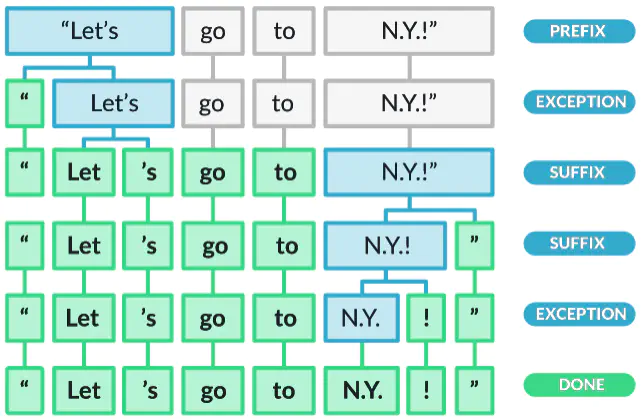 “Let’s go to N.Y.!” PREFIX
“ Let’s go to N.Y.!” EXCEPTION
“ Let ’s go to N.Y.!” SUFFIX
“ Let ’s go to N.Y.! ” SUFFIX
“ Let ’s go to N.Y. ! ” EXCEPTION
“ Let ’s go to N.Y. ! ” DONE